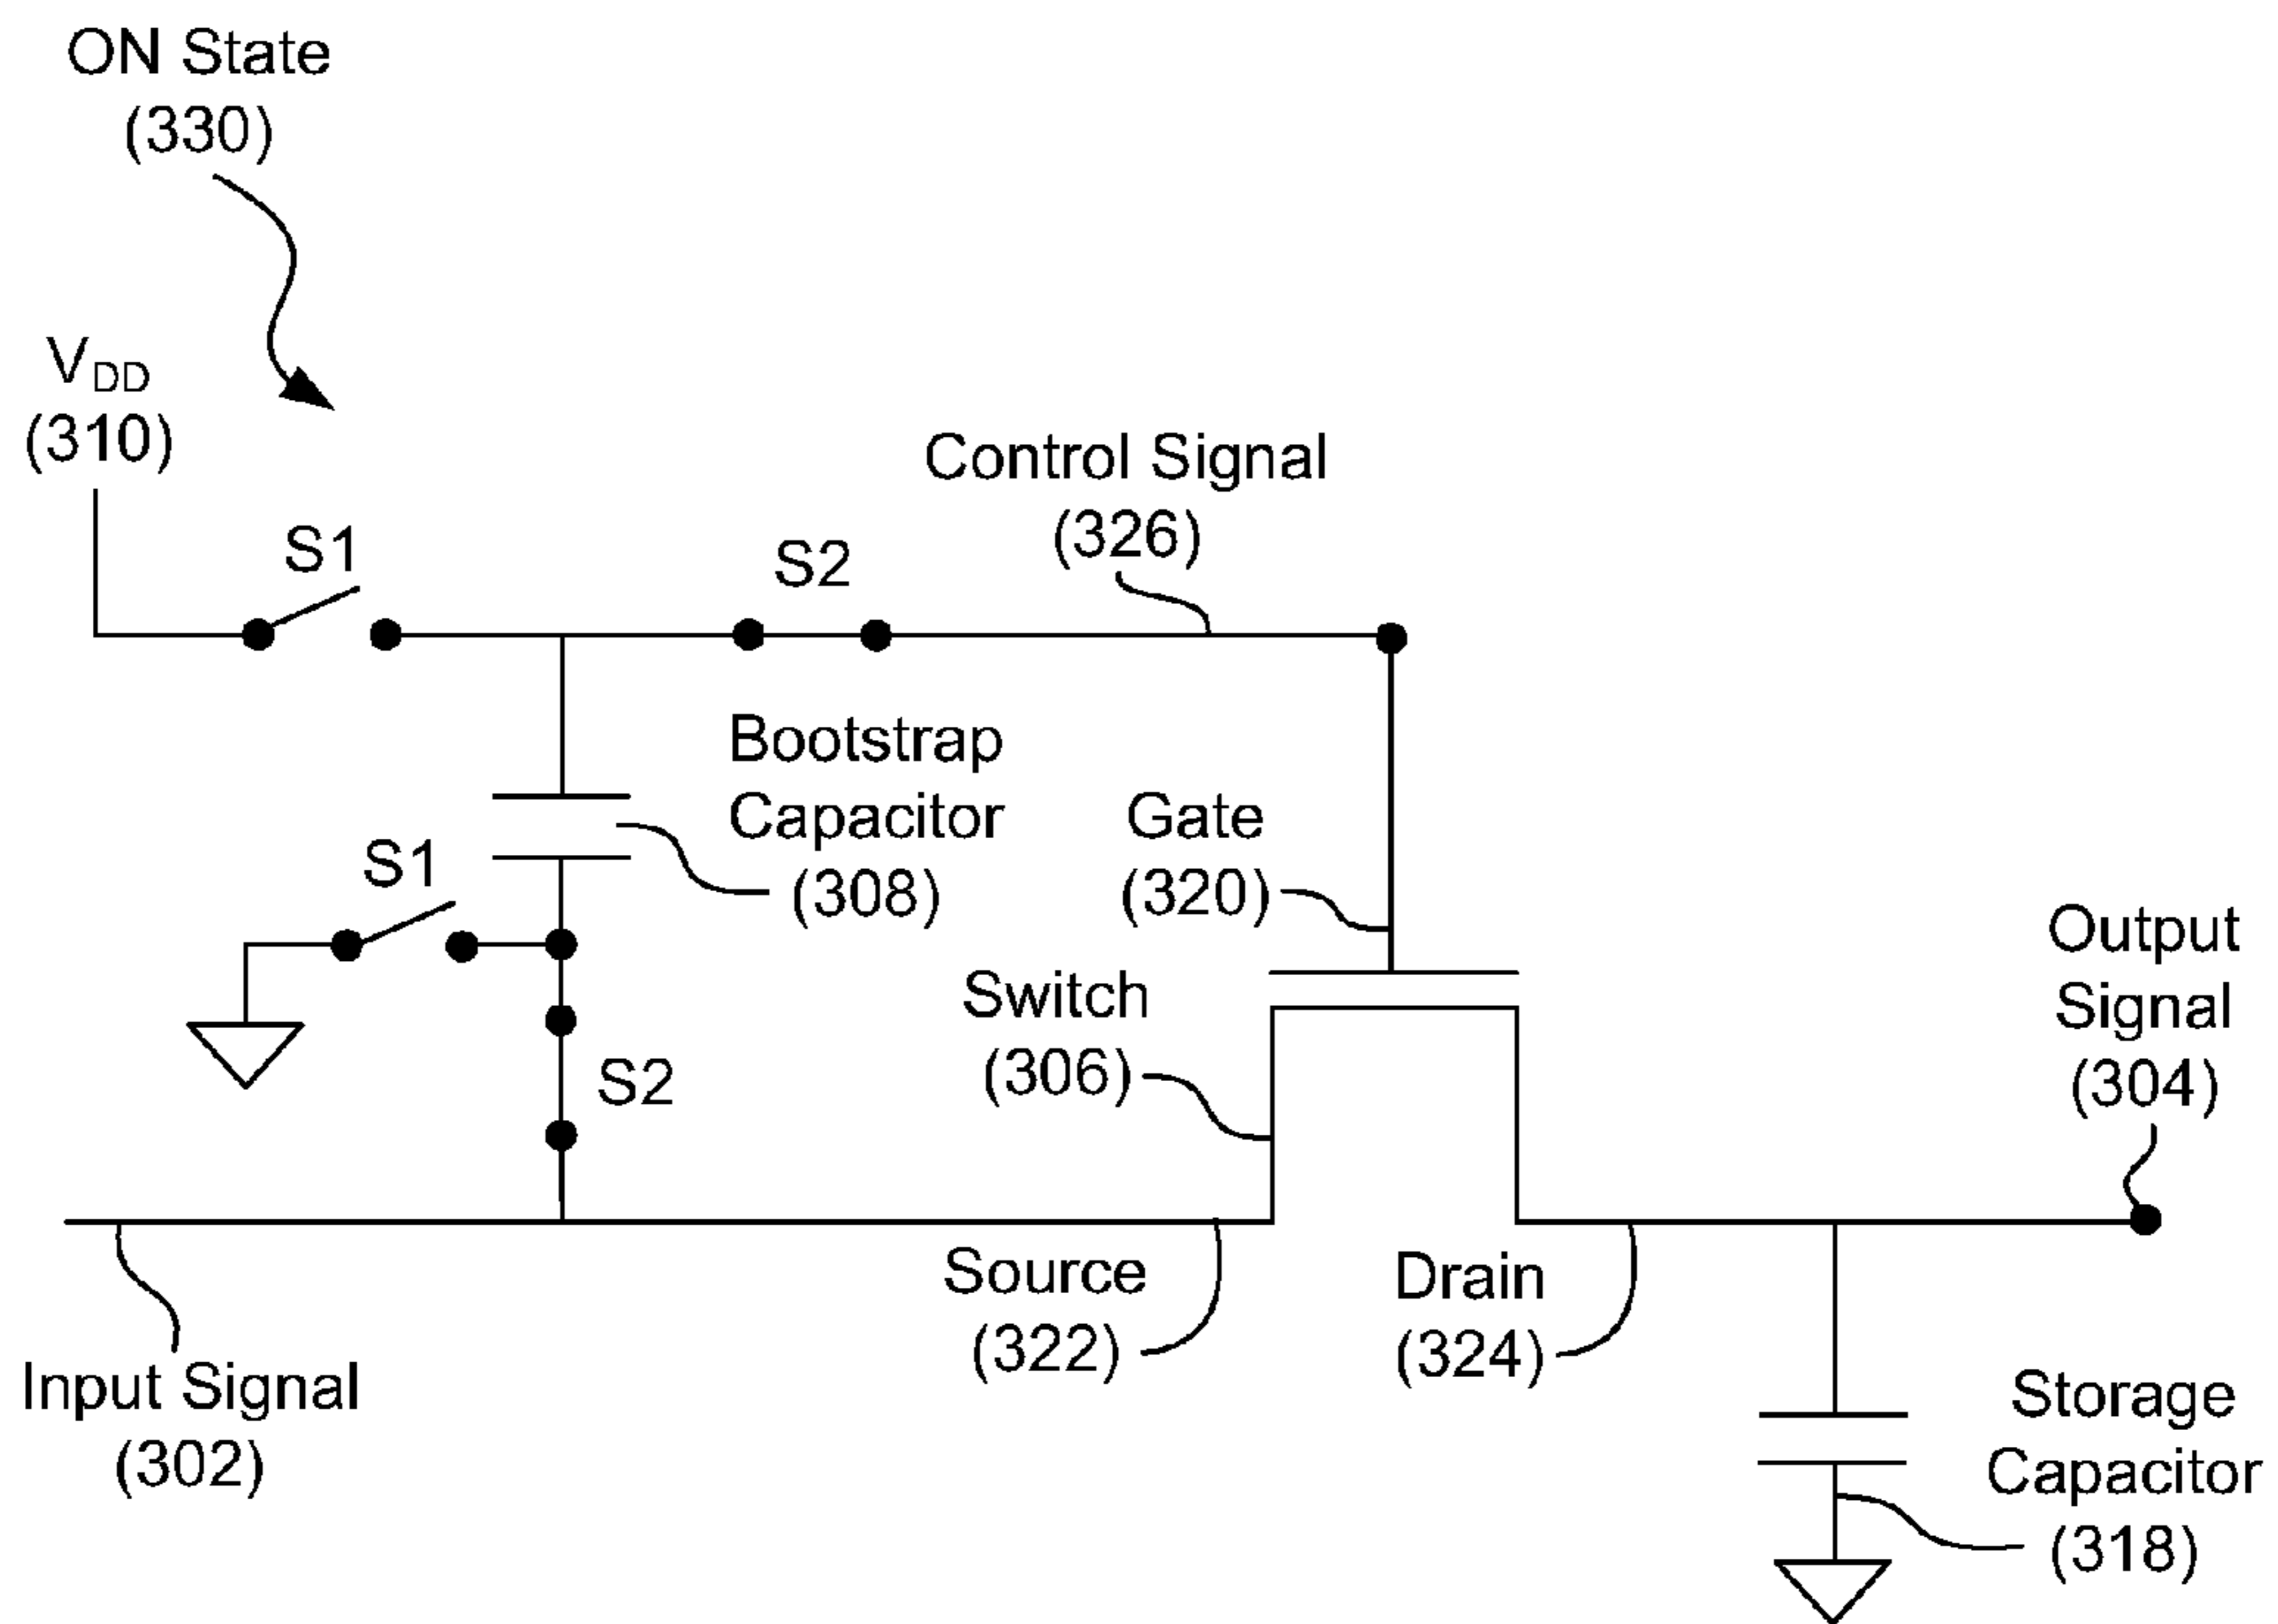 ON State
(330)
VDD
(310)
Control Signal
(326)
S1
S2
Bootstrap
Capacitor
(308)
Gate
(320)
S1
Output
Signal
(304)
Switch
(306)
S2
Source
(322)
Drain
(324)
Input Signal
(302)
Storage
Capacitor
(318)